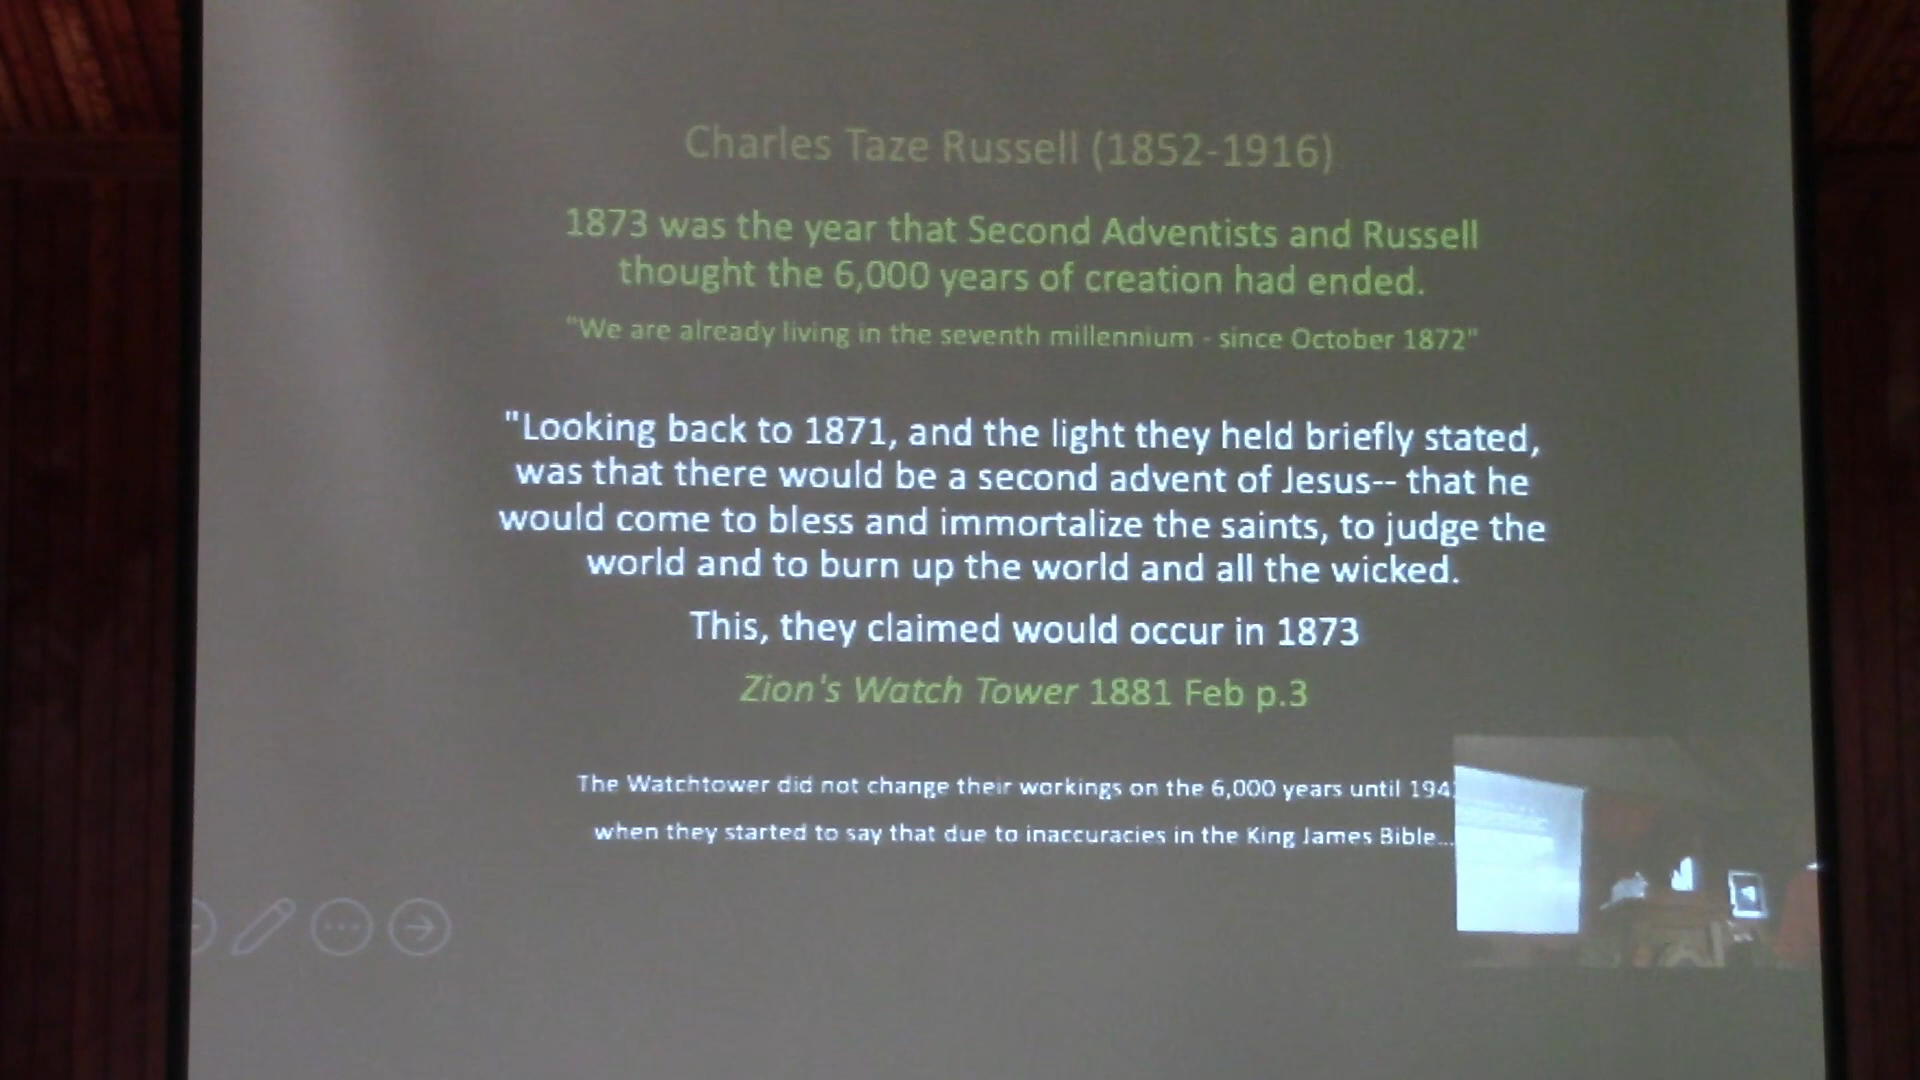 Charles Taze Russell (1852-1916)
1873 was the year that Second Adventists and Russell
thought the 6,000 years of creation had ended.
"We are already living in the seventh millennium - since October 1872"
"Looking back to 1871, and the light they held briefly stated,
was that there would be a second advent of Jesus-- that he
would come to bless and immortalize the saints, to judge the
world and to burn up the world and all the wicked.
This, they claimed would occur in 1873
Zion's Watch Tower 1881 Feb p.3
The Watchtower did not change their workings on the 6,000 years until
when they started to say that due to inaccuracies in the King James Bible...